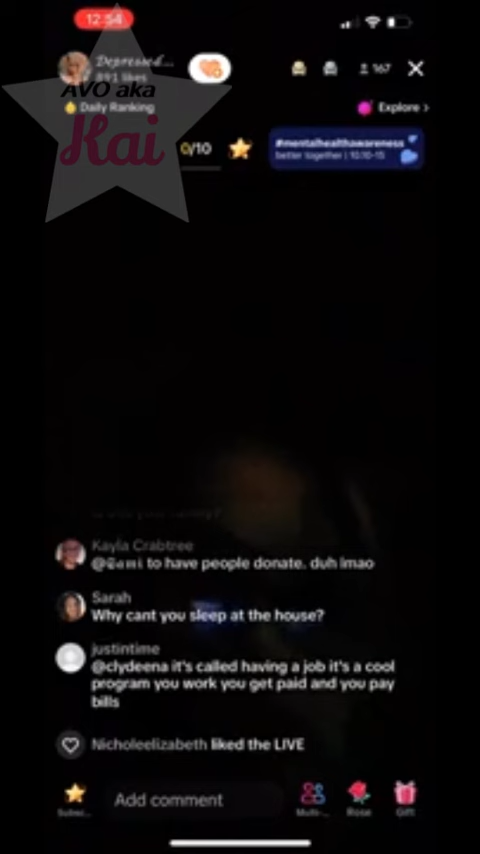 12:54
𝓓𝓮𝓹𝓻𝓮𝓼𝓼𝓮𝓭...
891 likes
167
AVO aka
Kai
Daily Ranking
Explore >
0/10
#mentalhealthawareness
better together | 10.10-15
Kayla Crabtree
@𝕾𝖆𝖒𝖎 to have people donate. duh lmao
Sarah
Why cant you sleep at the house?
justintime
@clydeena it's called having a job it's a cool
program you work you get paid and you pay
bills
Nicholeelizabeth liked the LIVE
Add comment
Subsc...
Multi-...
Rose
Gift